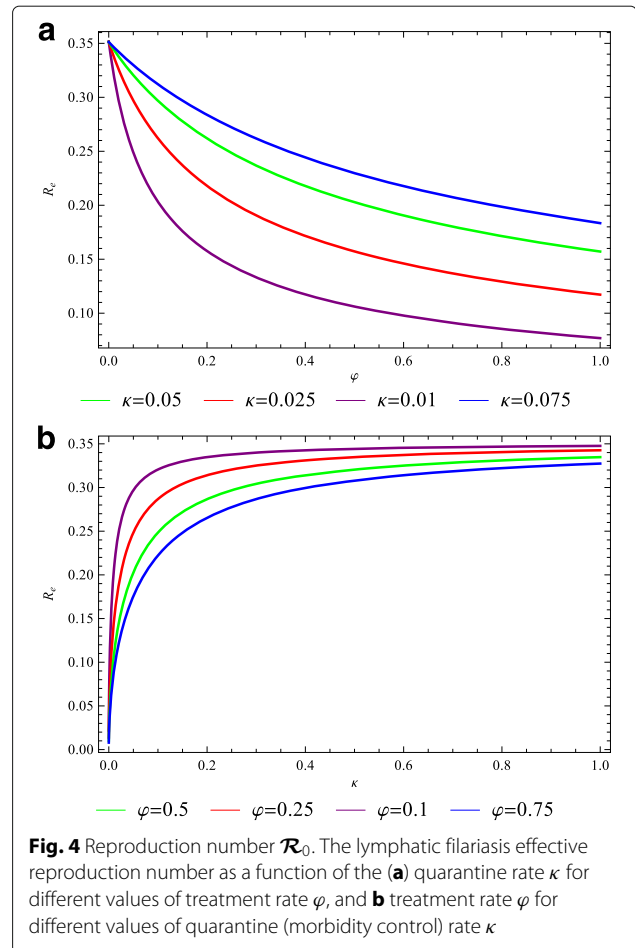 a
0.35
0.30
0.25
0.20
0.15
0.10
R_e
0.0 0.2 0.4 0.6 0.8 1.0
φ
κ=0.05 κ=0.025 κ=0.01 κ=0.075
b
0.35
0.30
0.25
0.20
0.15
0.10
0.05
0.00
R_e
0.0 0.2 0.4 0.6 0.8 1.0
κ
φ=0.5 φ=0.25 φ=0.1 φ=0.75
Fig. 4 Reproduction number 𝓡₀. The lymphatic filariasis effective
reproduction number as a function of the (a) quarantine rate κ for
different values of treatment rate φ, and b treatment rate φ for
different values of quarantine (morbidity control) rate κ